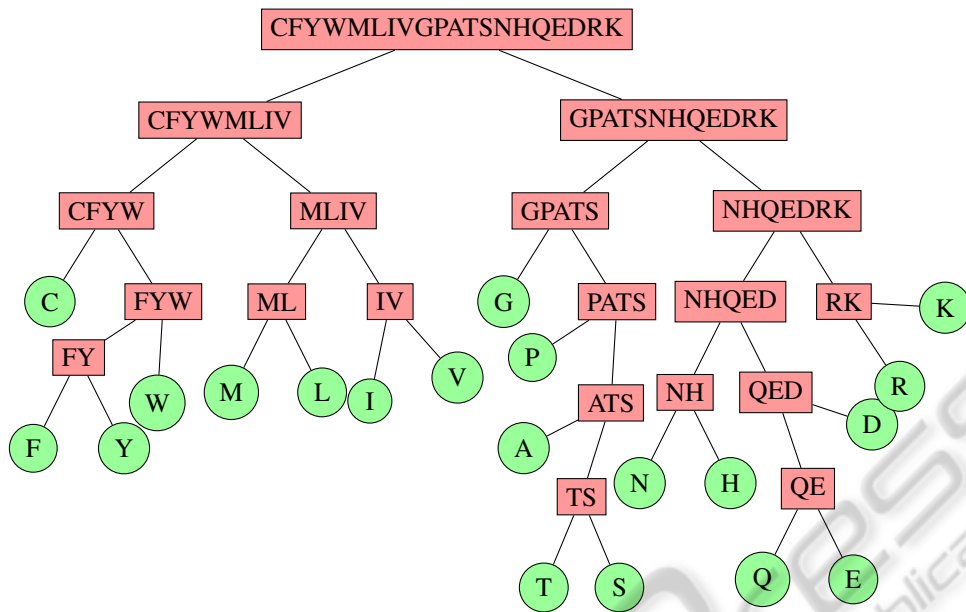 CFYWMLIVGPATSNHQEDRK
CFYWMLIV GPATSNHQEDRK
CFYW MLIV GPATS NHQEDRK
C FYW ML IV G PATS NHQED RK K
FY W M L I V P ATS NH QED R D
F Y A N H QE
TS
T S Q E